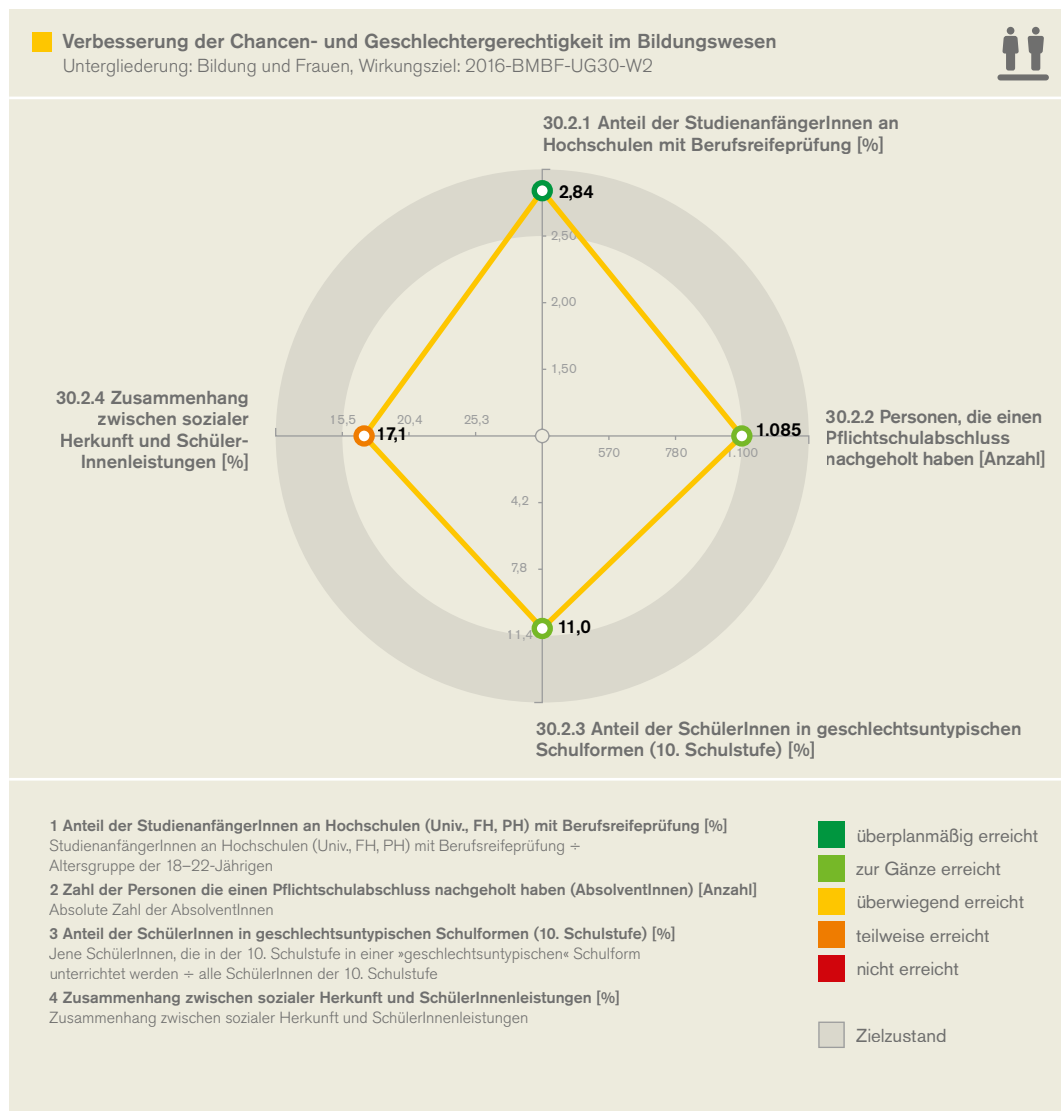 Verbesserung der Chancen- und Geschlechtergerechtigkeit im Bildungswesen
Untergliederung: Bildung und Frauen, Wirkungsziel: 2016-BMBF-UG30-W2
30.2.1 Anteil der StudienanfängerInnen an
Hochschulen mit Berufsreifeprüfung [%]
2,84
2,50
2,00
1,50
30.2.4 Zusammenhang
zwischen sozialer
Herkunft und Schüler-
Innenleistungen [%]
15,5
20,4
25,3
17,1
1.085
570
780
1.100
30.2.2 Personen, die einen
Pflichtschulabschluss
nachgeholt haben [Anzahl]
4,2
7,8
11,4
11,0
30.2.3 Anteil der SchülerInnen in geschlechtsuntypischen
Schulformen (10. Schulstufe) [%]
1 Anteil der StudienanfängerInnen an Hochschulen (Univ., FH, PH) mit Berufsreifeprüfung [%]
StudienanfängerInnen an Hochschulen (Univ., FH, PH) mit Berufsreifeprüfung ÷
Altersgruppe der 18–22-Jährigen
2 Zahl der Personen die einen Pflichtschulabschluss nachgeholt haben (AbsolventInnen) [Anzahl]
Absolute Zahl der AbsolventInnen
3 Anteil der SchülerInnen in geschlechtsuntypischen Schulformen (10. Schulstufe) [%]
Jene SchülerInnen, die in der 10. Schulstufe in einer »geschlechtsuntypischen« Schulform
unterrichtet werden ÷ alle SchülerInnen der 10. Schulstufe
4 Zusammenhang zwischen sozialer Herkunft und SchülerInnenleistungen [%]
Zusammenhang zwischen sozialer Herkunft und SchülerInnenleistungen
überplanmäßig erreicht
zur Gänze erreicht
überwiegend erreicht
teilweise erreicht
nicht erreicht
Zielzustand